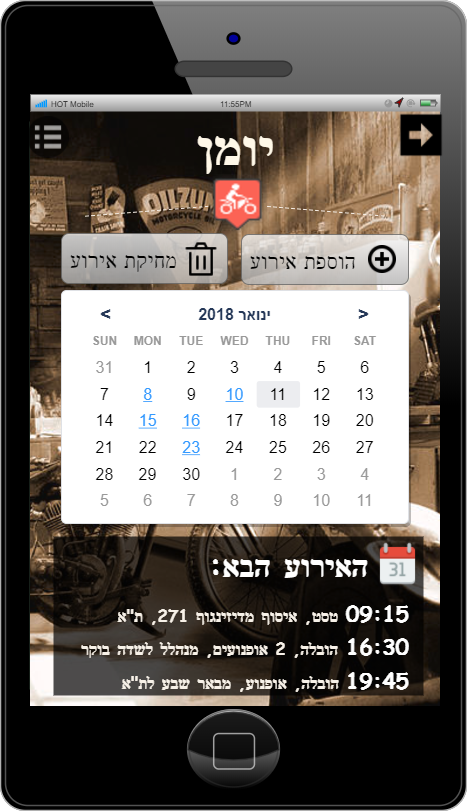 HOT Mobile 11:55PM
יומן
OILZUM
MOTORCYCLE OIL
הוספת אירוע מחיקת אירוע
< ינואר 2018 >
SUN MON TUE WED THU FRI SAT
31 1 2 3 4 5 6
7 8 9 10 11 12 13
14 15 16 17 18 19 20
21 22 23 24 25 26 27
28 29 30 1 2 3 4
5 6 7 8 9 10 11
האירוע הבא: 31
09:15 טסט, איסוף מדיזינגוף 271, ת"א
16:30 הובלה, 2 אופנועים, מנהלל לשדה בוקר
19:45 הובלה, אופנוע, מבאר שבע לת"א